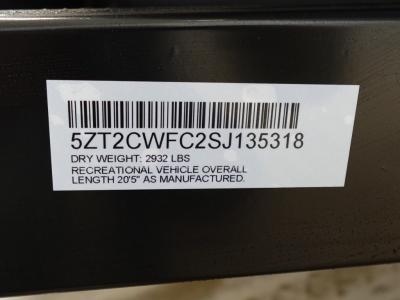 5ZT2CWFC2SJ135318
DRY WEIGHT: 2932 LBS
RECREATIONAL VEHICLE OVERALL
LENGTH 20'5" AS MANUFACTURED.